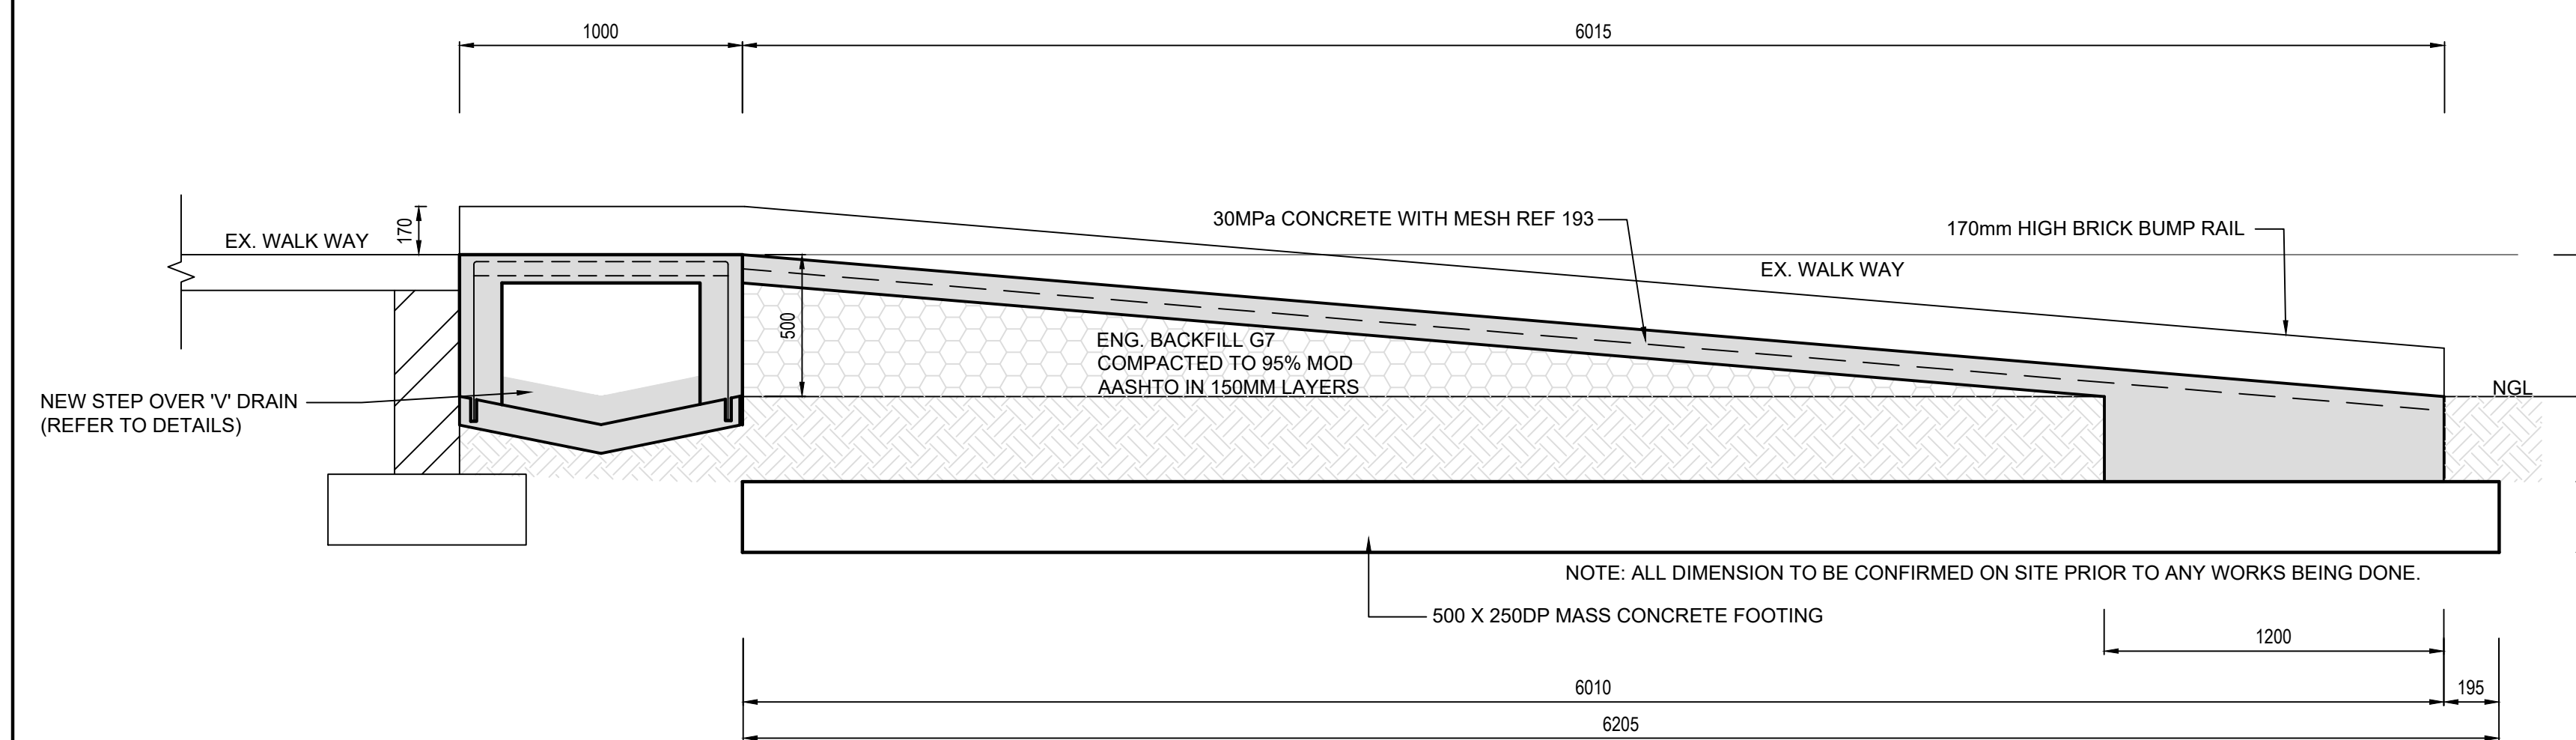 1000
6015
170
EX. WALK WAY
30MPa CONCRETE WITH MESH REF 193
170mm HIGH BRICK BUMP RAIL
EX. WALK WAY
500
ENG. BACKFILL G7
COMPACTED TO 95% MOD
AASHTO IN 150MM LAYERS
NEW STEP OVER 'V' DRAIN
(REFER TO DETAILS)
NGL
NOTE: ALL DIMENSION TO BE CONFIRMED ON SITE PRIOR TO ANY WORKS BEING DONE.
500 X 250DP MASS CONCRETE FOOTING
1200
6010
195
6205